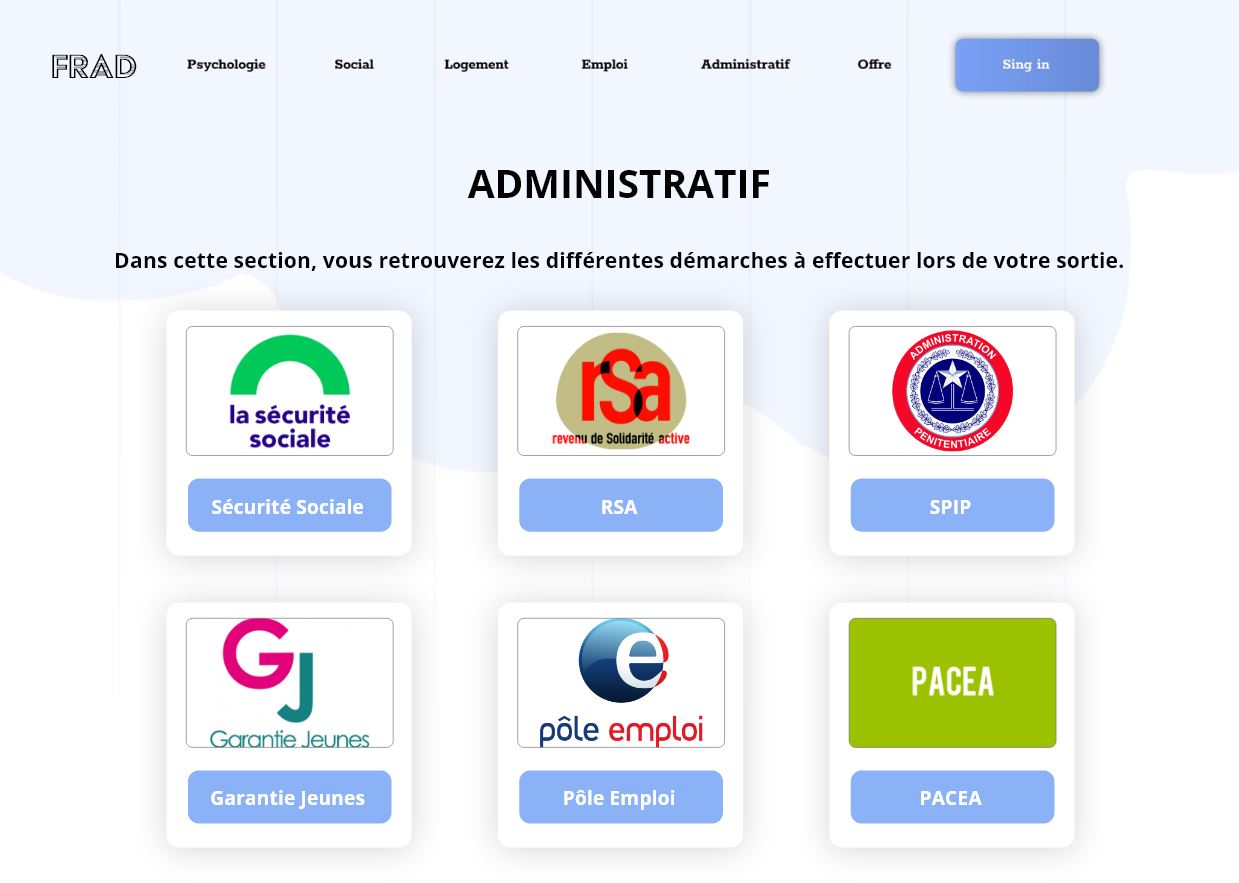 FRAD
Psychologie
Social
Logement
Emploi
Administratif
Offre
Sing in
ADMINISTRATIF
Dans cette section, vous retrouverez les différentes démarches à effectuer lors de votre sortie.
la sécurité
sociale
Sécurité Sociale
rSa
revenu de Solidarité active
RSA
ADMINISTRATION
PENITENTIAIRE
SPIP
GJ
Garantie Jeunes
Garantie Jeunes
e
pôle emploi
Pôle Emploi
PACEA
PACEA